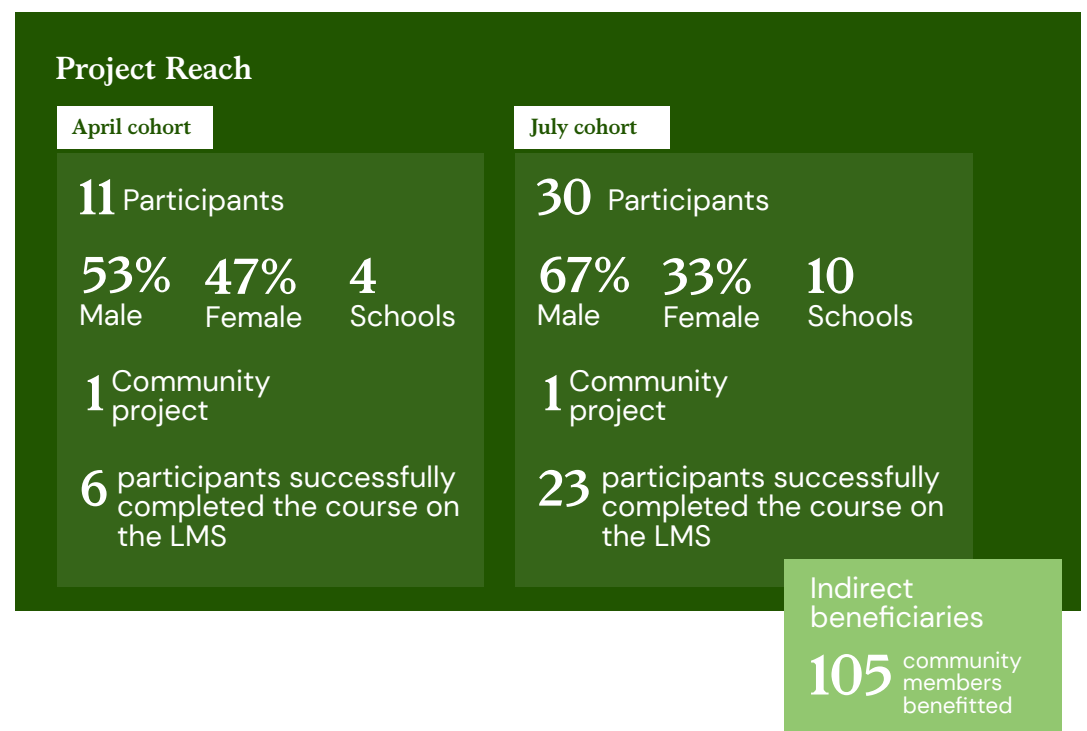 Project Reach
April cohort
11 Participants
53% 47% 4
Male Female Schools
1 Community
project
6 participants successfully
completed the course on
the LMS
July cohort
30 Participants
67% 33% 10
Male Female Schools
1 Community
project
23 participants successfully
completed the course on
the LMS
Indirect
beneficiaries
105 community
members
benefitted